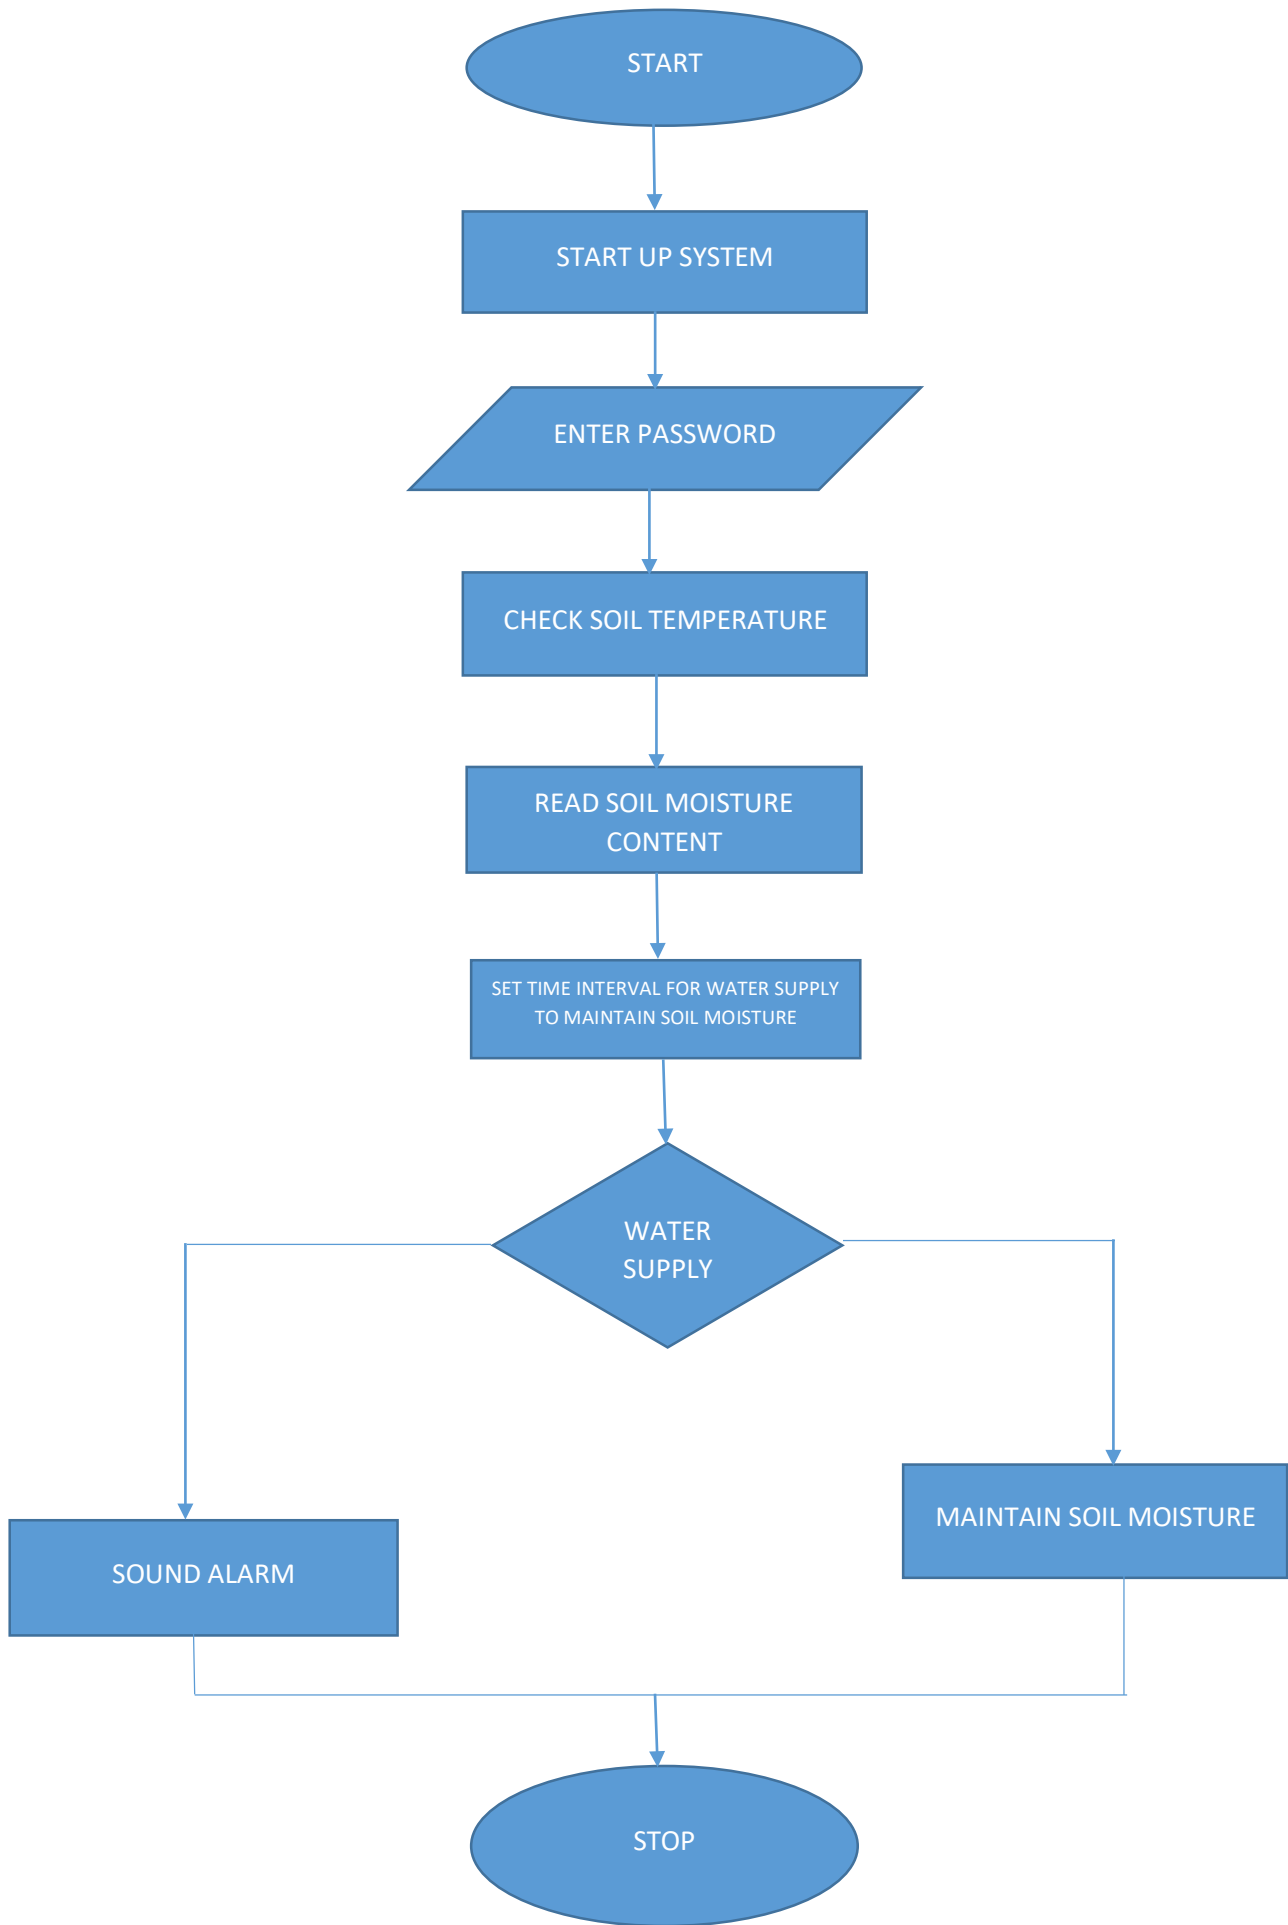 START
START UP SYSTEM
ENTER PASSWORD
CHECK SOIL TEMPERATURE
READ SOIL MOISTURE
CONTENT
SET TIME INTERVAL FOR WATER SUPPLY
TO MAINTAIN SOIL MOISTURE
WATER
SUPPLY
MAINTAIN SOIL MOISTURE
SOUND ALARM
STOP